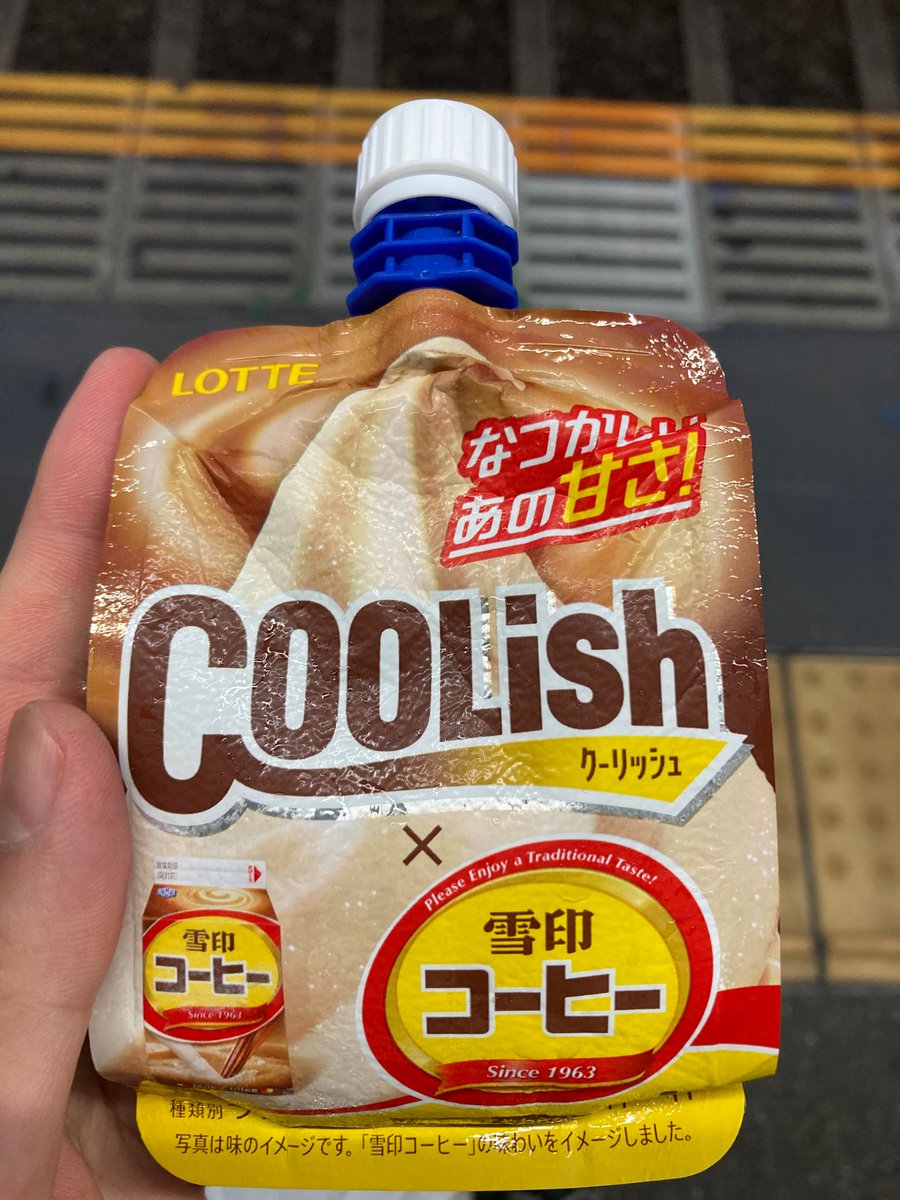 LOTTE
なつかしい
あの甘さ!
COOLish
クーリッシュ
×
Please Enjoy a Traditional Taste!
雪印
コーヒー
Since 1963
雪印
コーヒー
Since 1963
種類別
写真は味のイメージです。「雪印コーヒー」の味わいをイメージしました。